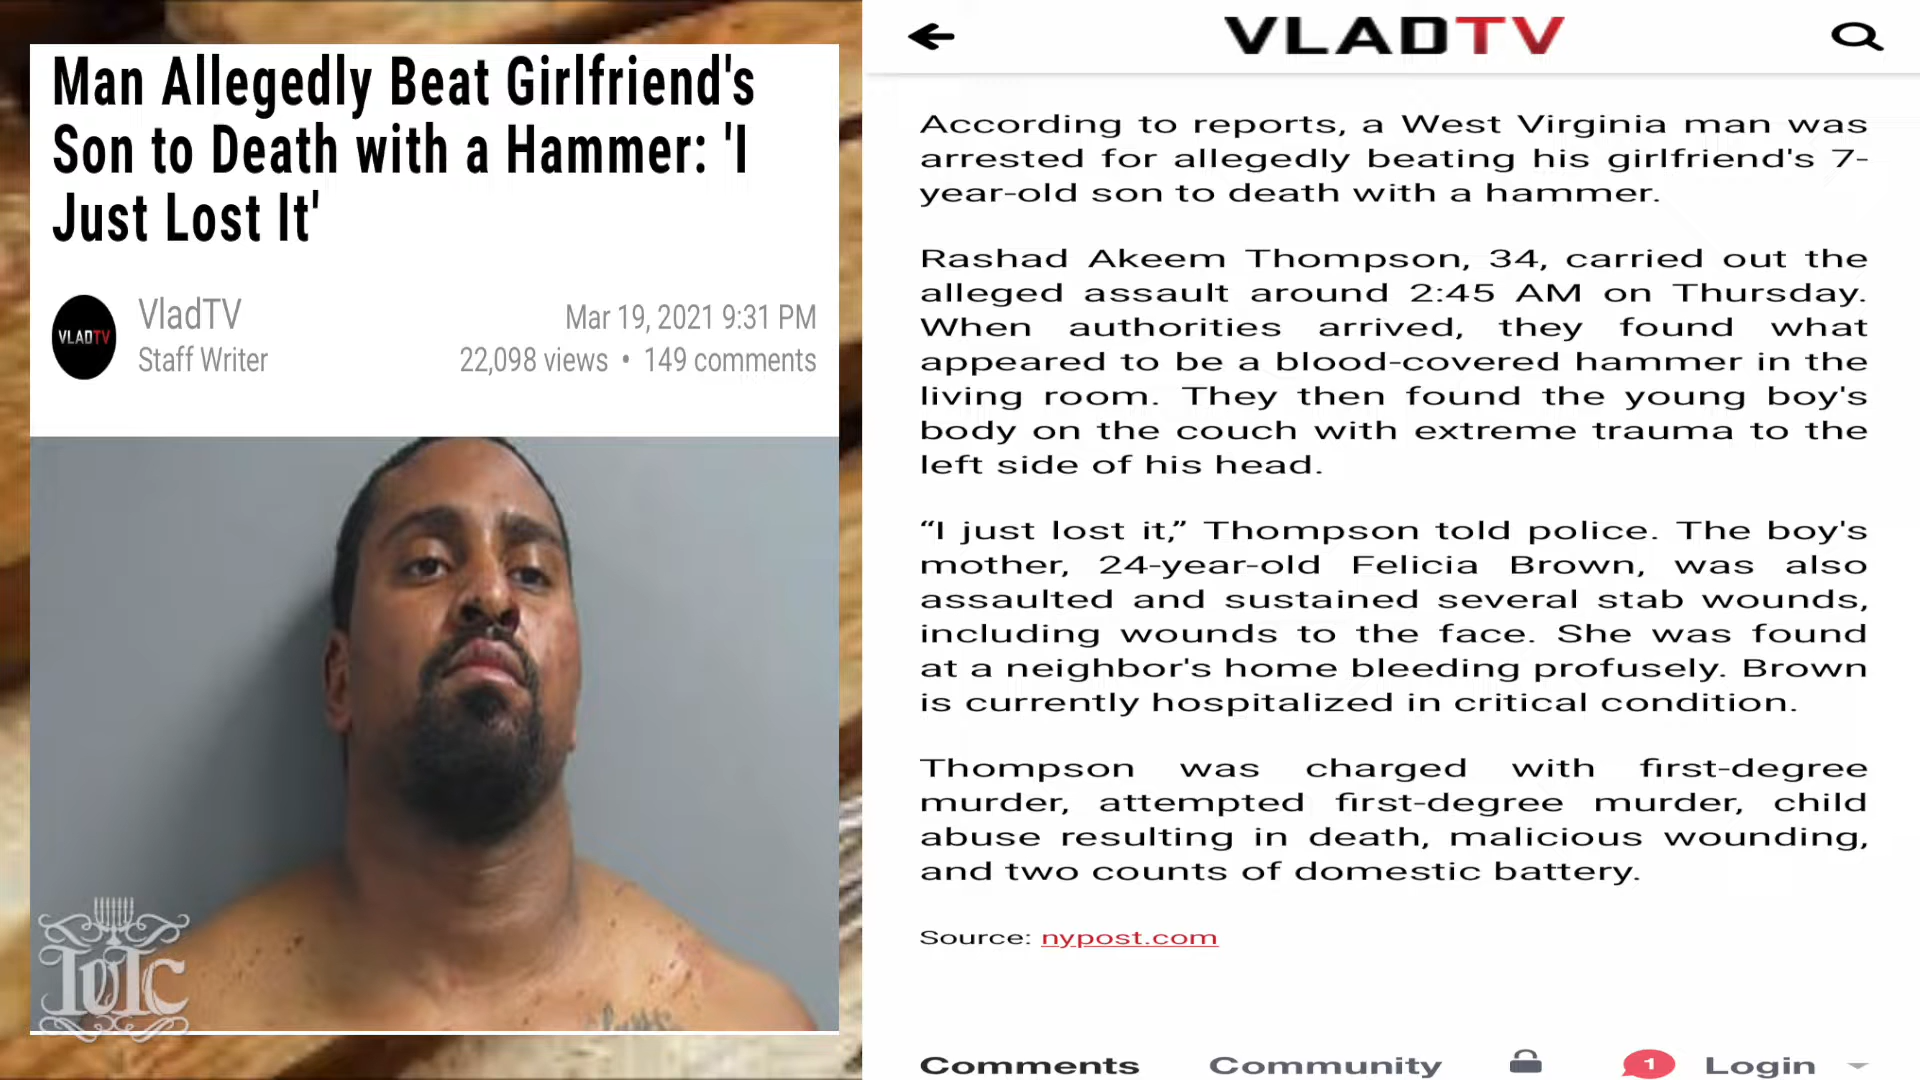 Man Allegedly Beat Girlfriend's
Son to Death with a Hammer: 'I
Just Lost It'
VLADTV
VladTV
Staff Writer
Mar 19, 2021 9:31 PM
22,098 views • 149 comments
IUIC
VLADTV
According to reports, a West Virginia man was
arrested for allegedly beating his girlfriend's 7-
year-old son to death with a hammer.
Rashad Akeem Thompson, 34, carried out the
alleged assault around 2:45 AM on Thursday.
When authorities arrived, they found what
appeared to be a blood-covered hammer in the
living room. They then found the young boy's
body on the couch with extreme trauma to the
left side of his head.
“I just lost it,” Thompson told police. The boy's
mother, 24-year-old Felicia Brown, was also
assaulted and sustained several stab wounds,
including wounds to the face. She was found
at a neighbor's home bleeding profusely. Brown
is currently hospitalized in critical condition.
Thompson was charged with first-degree
murder, attempted first-degree murder, child
abuse resulting in death, malicious wounding,
and two counts of domestic battery.
Source: nypost.com
Comments
Community
1
Login